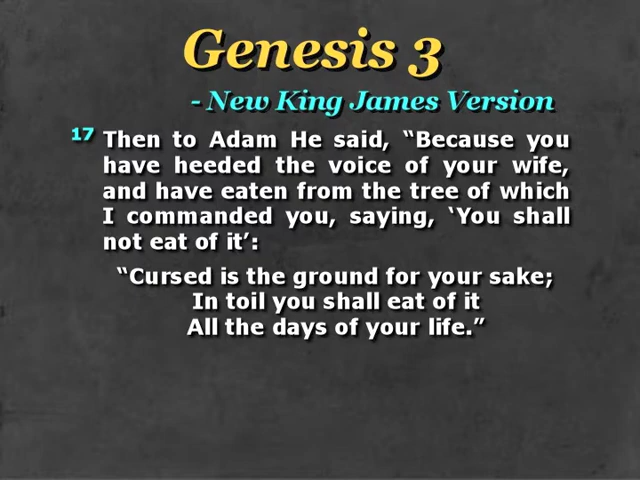 Genesis 3
- New King James Version
17 Then to Adam He said, “Because you
have heeded the voice of your wife,
and have eaten from the tree of which
I commanded you, saying, ‘You shall
not eat of it’:
“Cursed is the ground for your sake;
In toil you shall eat of it
All the days of your life.”